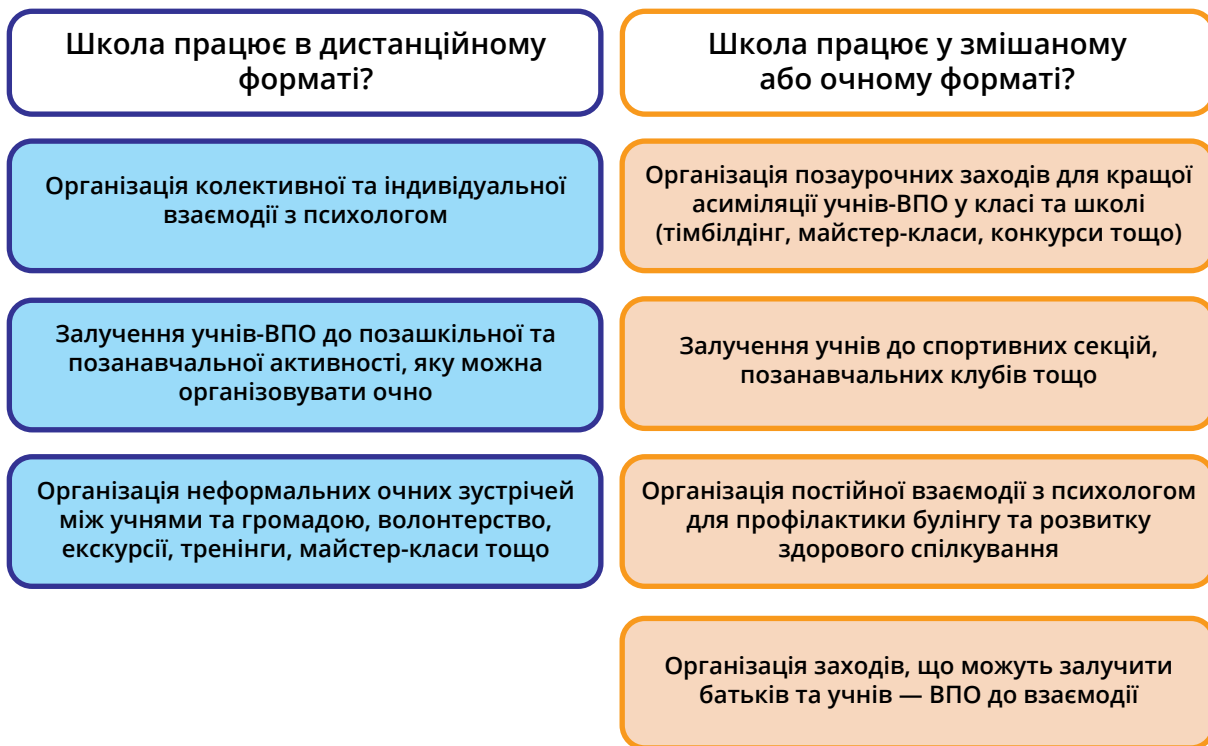 Школа працює в дистанційному
форматі?
Організація колективної та індивідуальної
взаємодії з психологом
Залучення учнів-ВПО до позашкільної та
позанавчальної активності, яку можна
організовувати очно
Організація неформальних очних зустрічей
між учнями та громадою, волонтерство,
екскурсії, тренінги, майстер-класи тощо
Школа працює у змішаному
або очному форматі?
Організація позаурочних заходів для кращої
асиміляції учнів-ВПО у класі та школі
(тімбілдінг, майстер-класи, конкурси тощо)
Залучення учнів до спортивних секцій,
позанавчальних клубів тощо
Організація постійної взаємодії з психологом
для профілактики булінгу та розвитку
здорового спілкування
Організація заходів, що можуть залучити
батьків та учнів — ВПО до взаємодії